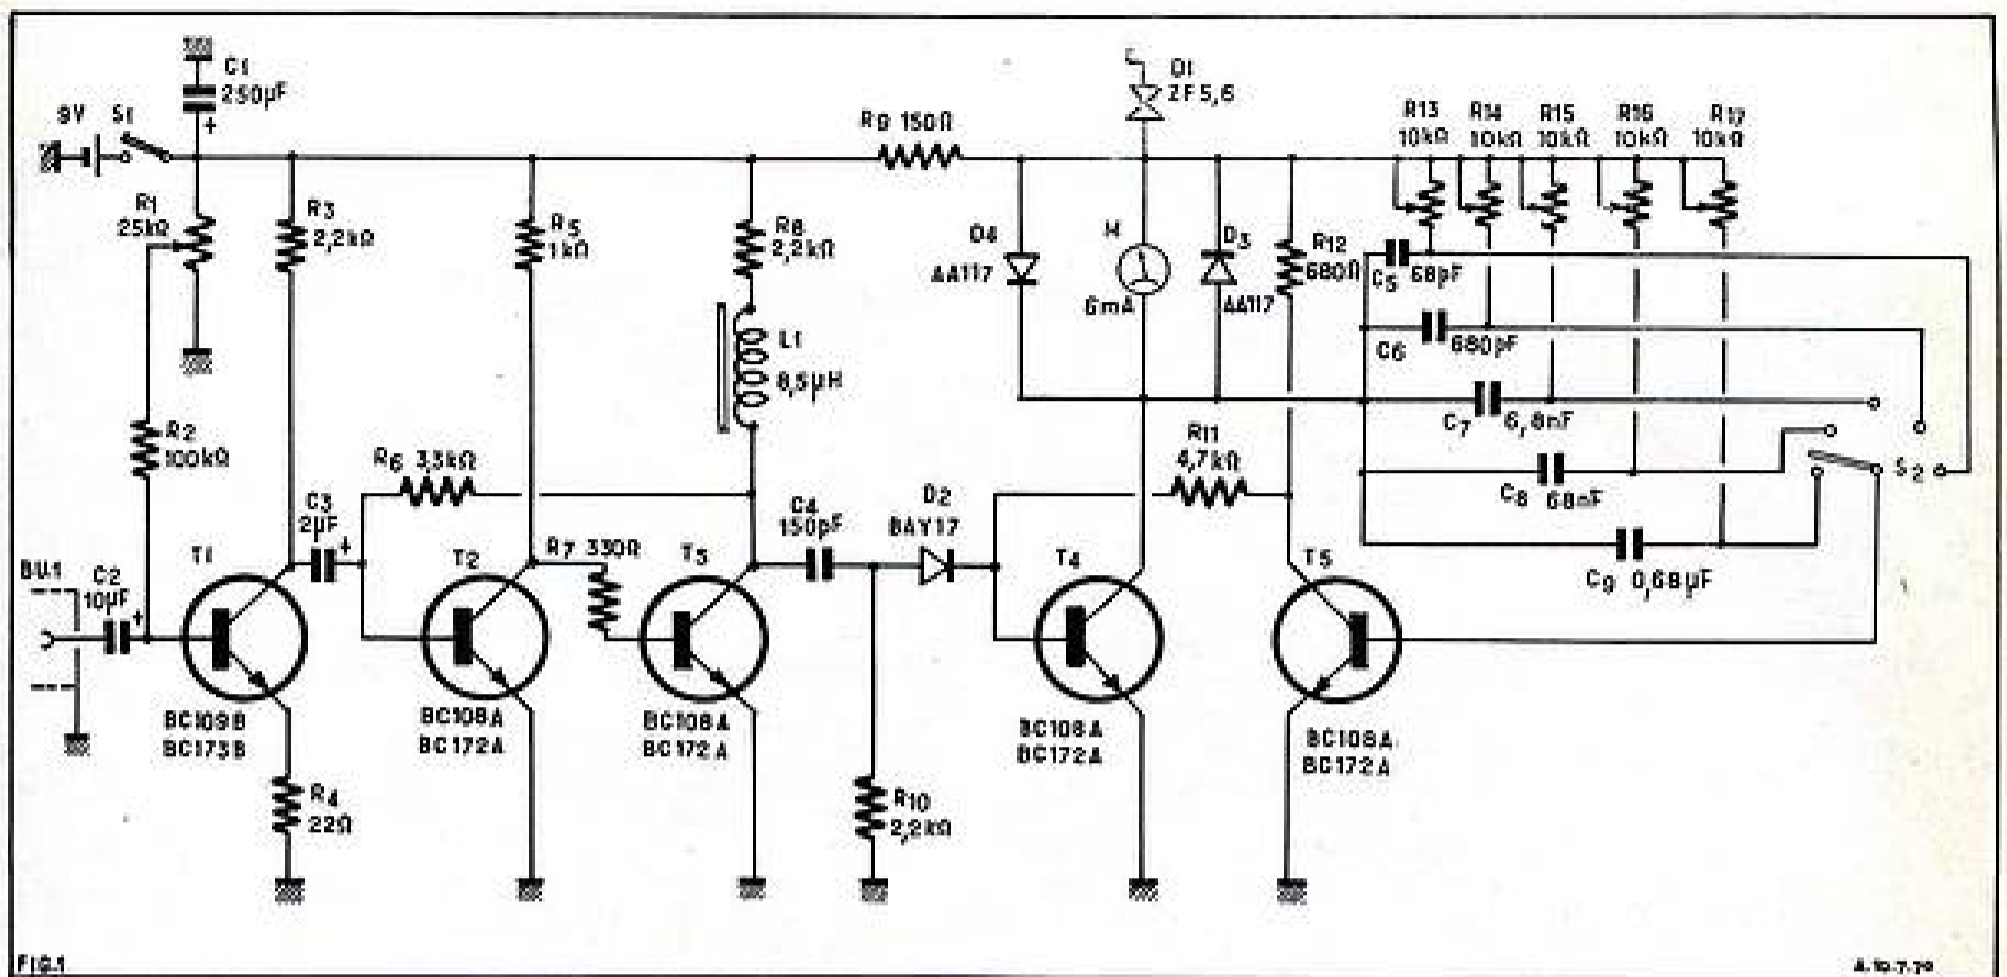 C1
250µF
9V S1
+
R1
25kΩ
R3
2,2kΩ
R2
100kΩ
R5
1kΩ
R6 3,3kΩ
C3
2µF
+
BU.1
C2
10µF
+
T1
BC109B
BC173B
R4
22Ω
T2
BC108A
BC172A
R7 330Ω
R8
2,2kΩ
L1
8,5µH
T3
BC108A
BC172A
C4
150pF
R9 150Ω
D2
BAY17
R10
2,2kΩ
D1
ZF5,6
D4
AA117
M
6mA
D3
AA117
R12
680Ω
R11
4,7kΩ
T4
BC108A
BC172A
T5
BC108A
BC172A
R13
10kΩ
R14
10kΩ
R15
10kΩ
R16
10kΩ
R17
10kΩ
C5 68pF
C6 680pF
C7 6,8nF
C8 68nF
C9 0,68µF
S2
FIG.1